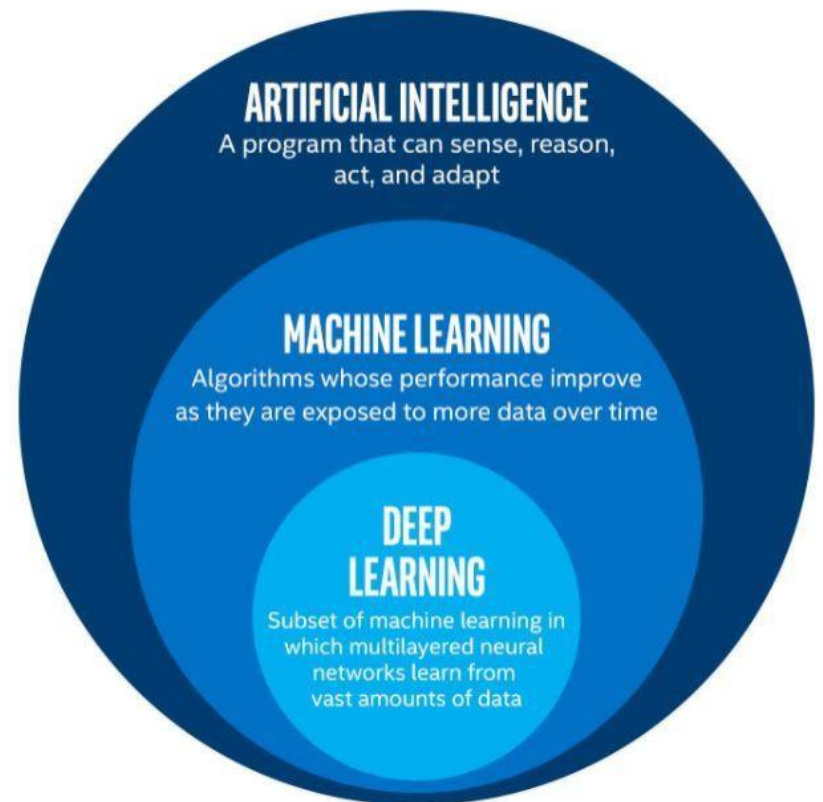 ARTIFICIAL INTELLIGENCE
A program that can sense, reason,
act, and adapt
MACHINE LEARNING
Algorithms whose performance improve
as they are exposed to more data over time
DEEP
LEARNING
Subset of machine learning in
which multilayered neural
networks learn from
vast amounts of data